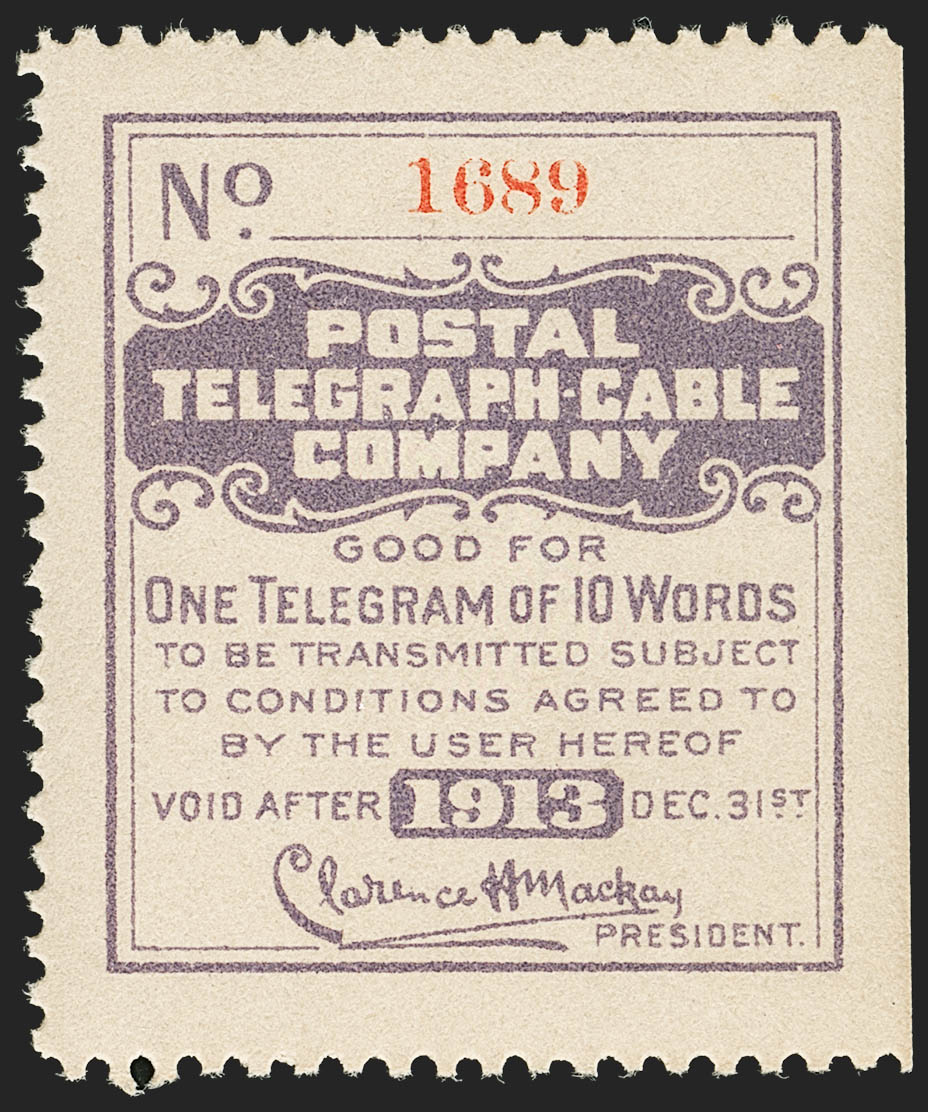 No. 1689
POSTAL
TELEGRAPH-CABLE
COMPANY
GOOD FOR
ONE TELEGRAM OF 10 WORDS
TO BE TRANSMITTED SUBJECT
TO CONDITIONS AGREED TO
BY THE USER HEREOF
VOID AFTER 1913 DEC. 31ST
Clarence H Mackay
PRESIDENT.